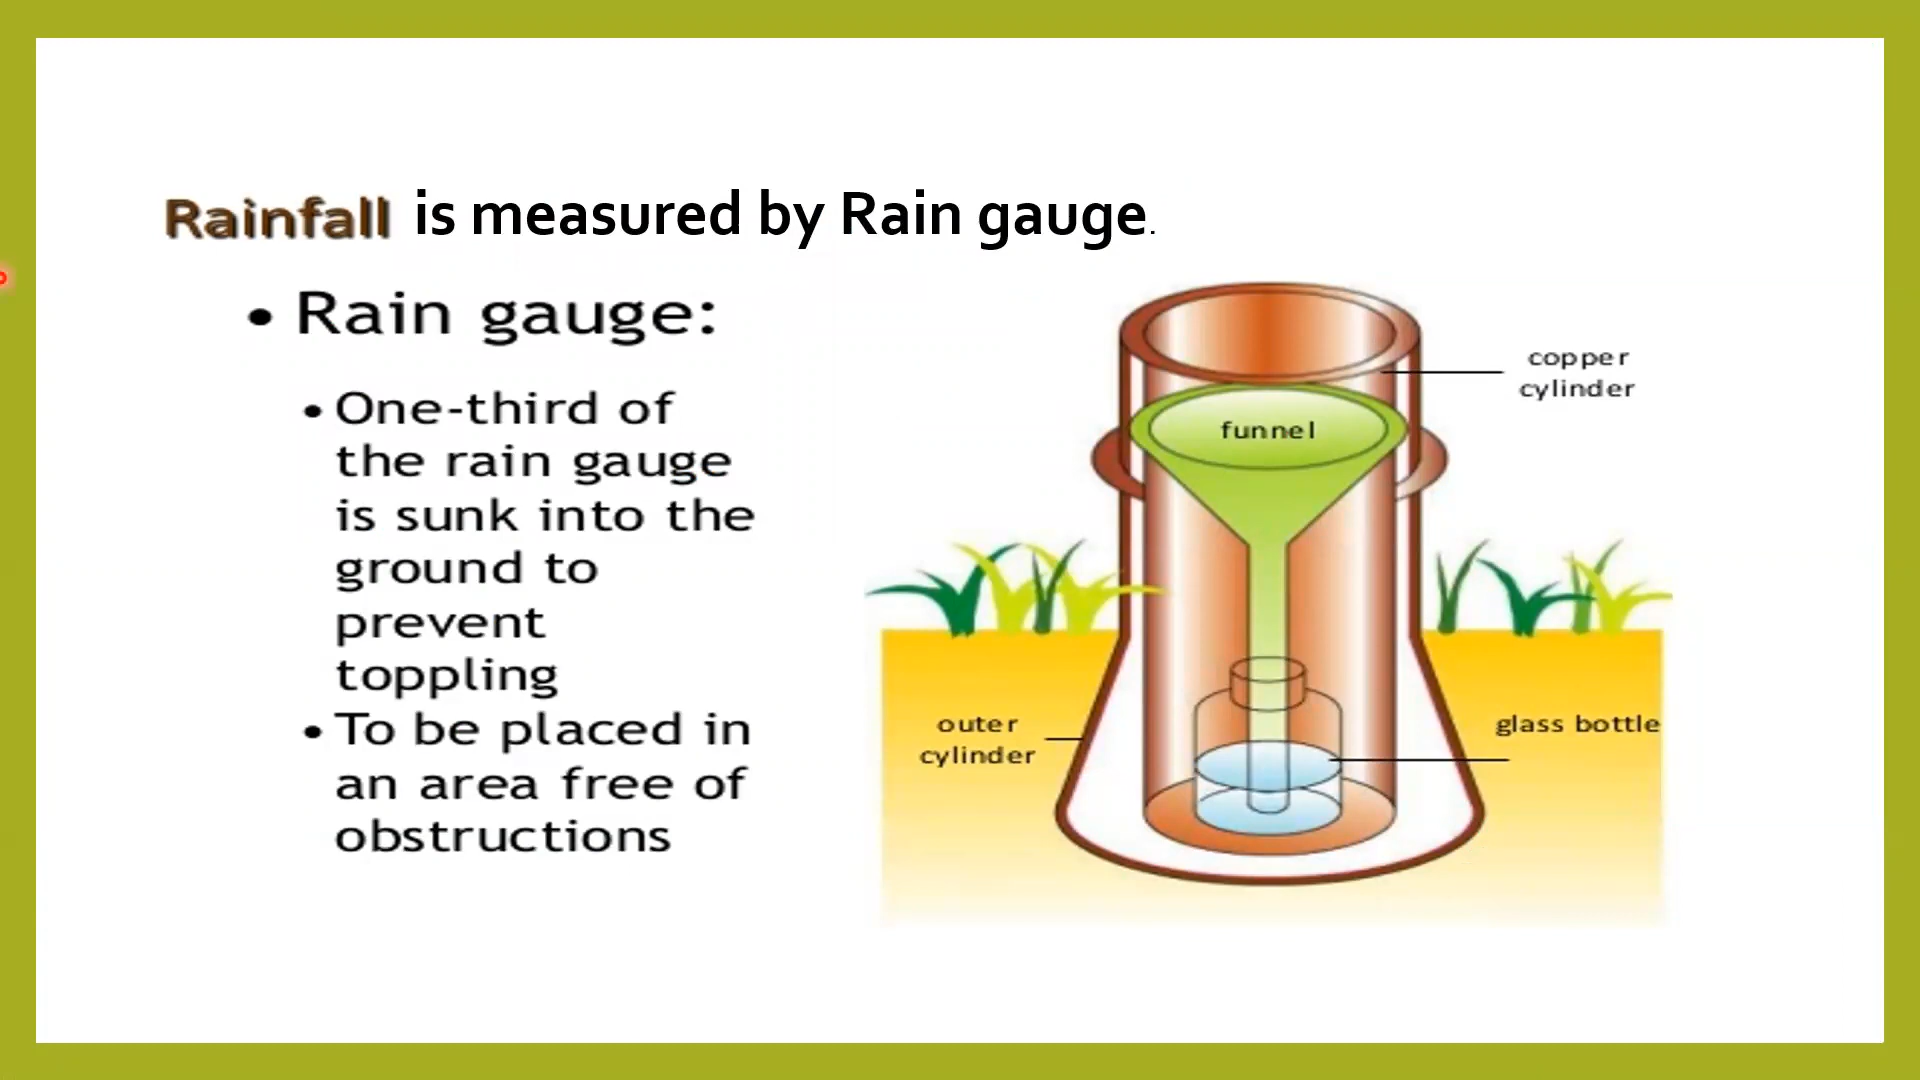 Rainfall is measured by Rain gauge.
• Rain gauge:
• One-third of
the rain gauge
is sunk into the
ground to
prevent
toppling
• To be placed in
an area free of
obstructions
copper
cylinder
funnel
outer
cylinder
glass bottle